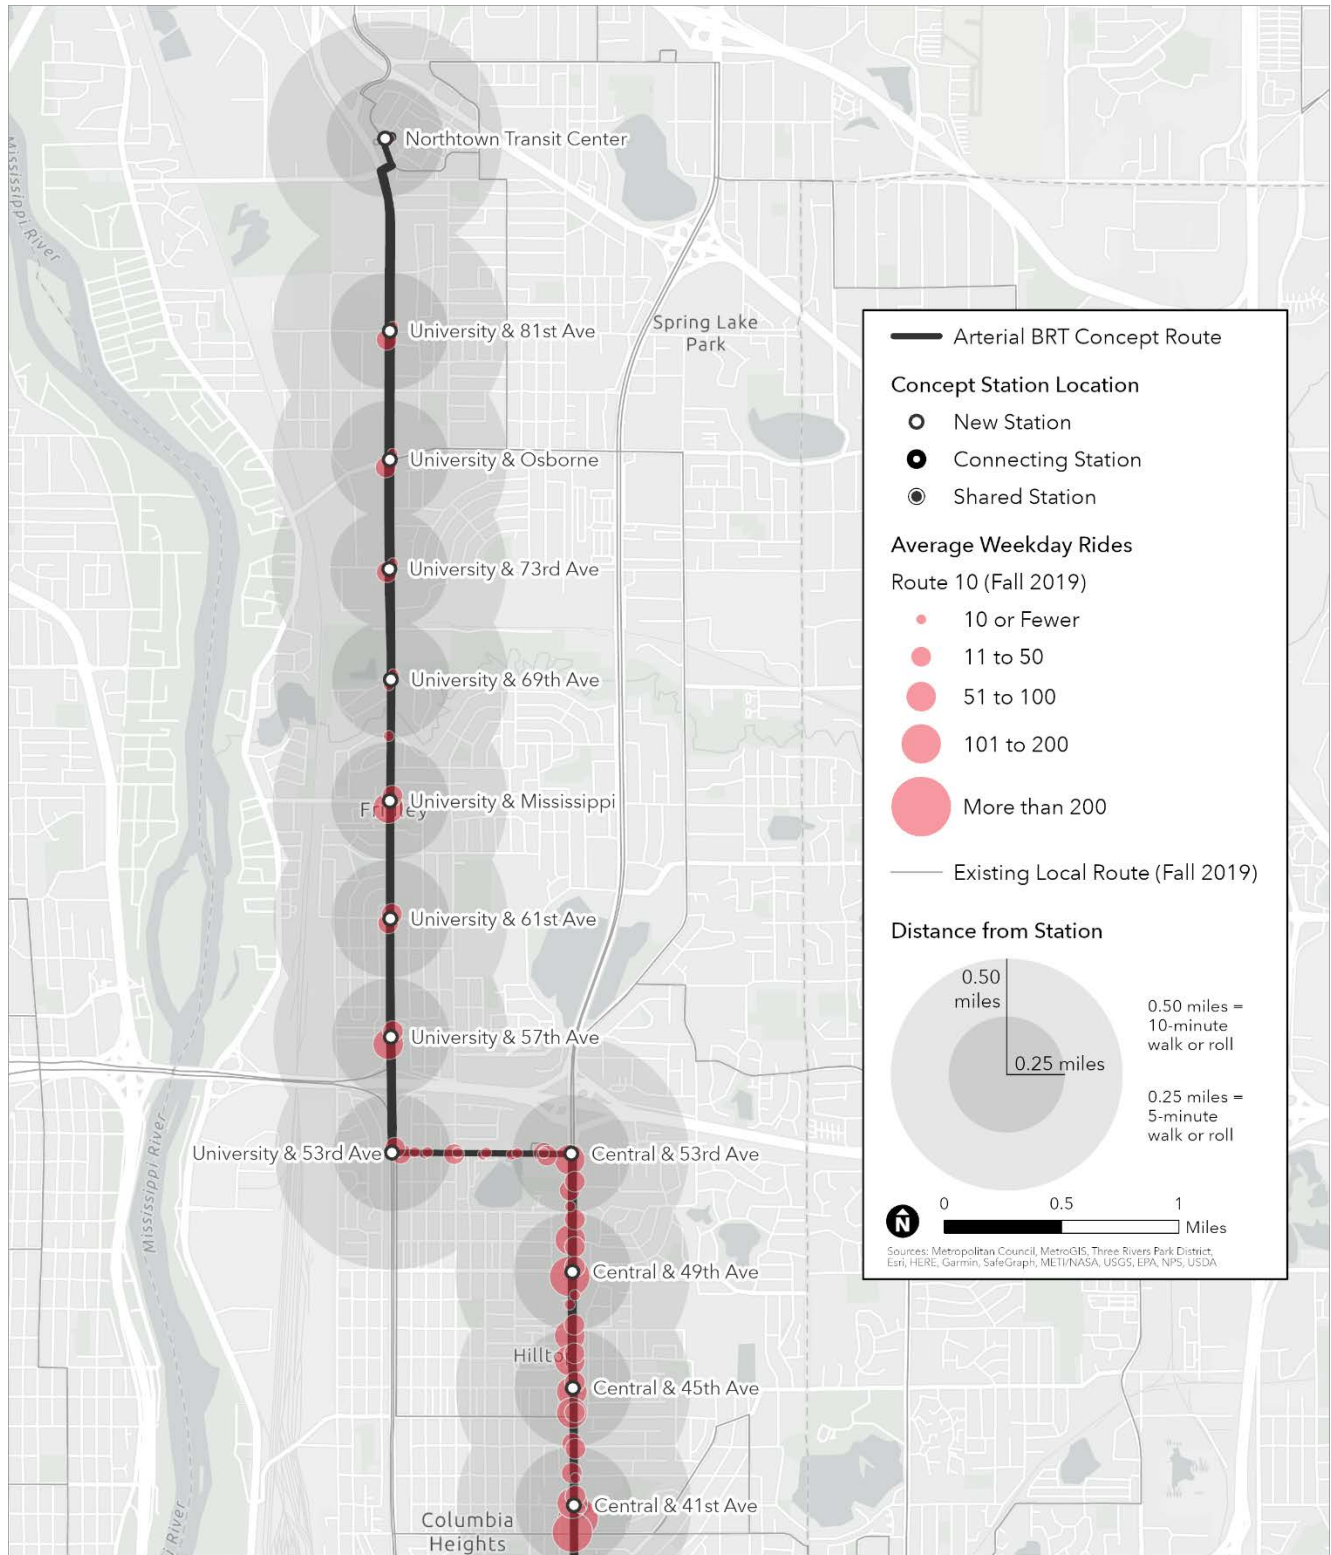 Northtown Transit Center
Mississippi River
University & 81st Ave
Spring Lake
Park
University & Osborne
University & 73rd Ave
University & 69th Ave
University & Mississippi
University & 61st Ave
University & 57th Ave
University & 53rd Ave
Central & 53rd Ave
Mississippi River
Central & 49th Ave
Central & 45th Ave
Central & 41st Ave
Columbia
Heights
River
Arterial BRT Concept Route
Concept Station Location
New Station
Connecting Station
Shared Station
Average Weekday Rides
Route 10 (Fall 2019)
10 or Fewer
11 to 50
51 to 100
101 to 200
More than 200
Existing Local Route (Fall 2019)
Distance from Station
0.50
miles
0.25 miles
0.50 miles =
10-minute
walk or roll
0.25 miles =
5-minute
walk or roll
N
0 0.5 1
Miles
Sources: Metropolitan Council, MetroGIS, Three Rivers Park District,
Esri, HERE, Garmin, SafeGraph, METI/NASA, USGS, EPA, NPS, USDA